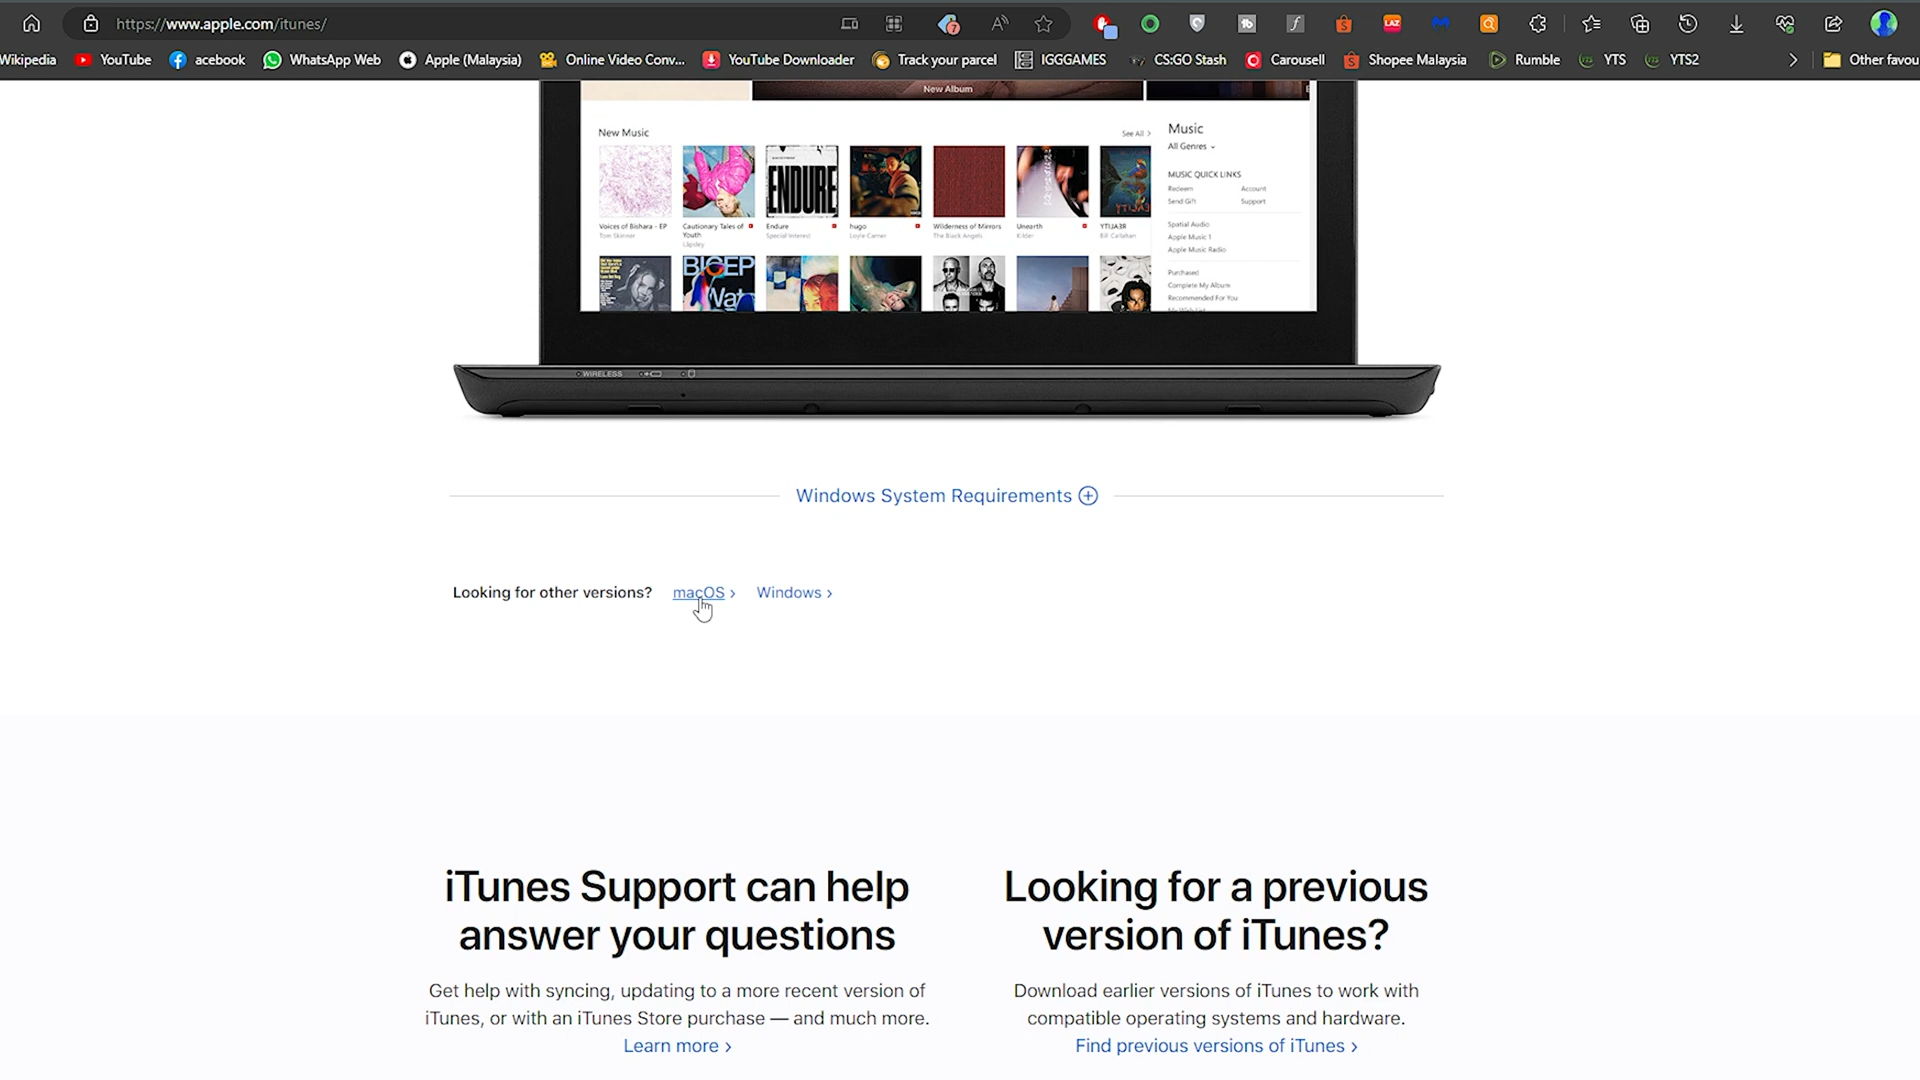 https://www.apple.com/itunes/
Wikipedia
YouTube
acebook
WhatsApp Web
Apple (Malaysia)
Online Video Conv...
YouTube Downloader
Track your parcel
IGGGAMES
CS:GO Stash
Carousell
Shopee Malaysia
Rumble
YTS
YTS2
Other favou
New Album
New Music
See All >
Music
All Genres
ENDURE
MUSIC QUICK LINKS
Redeem
Account
Send Gift
Support
Voices of Bishara - EP
Tom Skinner
Cautionary Tales of Youth
Låpsley
Endure
Special Interest
hugo
Loyle Carner
Wilderness of Mirrors
The Black Angels
Unearth
YTIJA3R
Bill Callahan
Spatial Audio
Apple Music 1
Apple Music Radio
BICEP
Wat
Purchased
Complete My Album
Recommended For You
My Wish List
WIRELESS
Windows System Requirements
Looking for other versions? macOS > Windows >
iTunes Support can help
answer your questions
Get help with syncing, updating to a more recent version of
iTunes, or with an iTunes Store purchase — and much more.
Learn more >
Looking for a previous
version of iTunes?
Download earlier versions of iTunes to work with
compatible operating systems and hardware.
Find previous versions of iTunes >